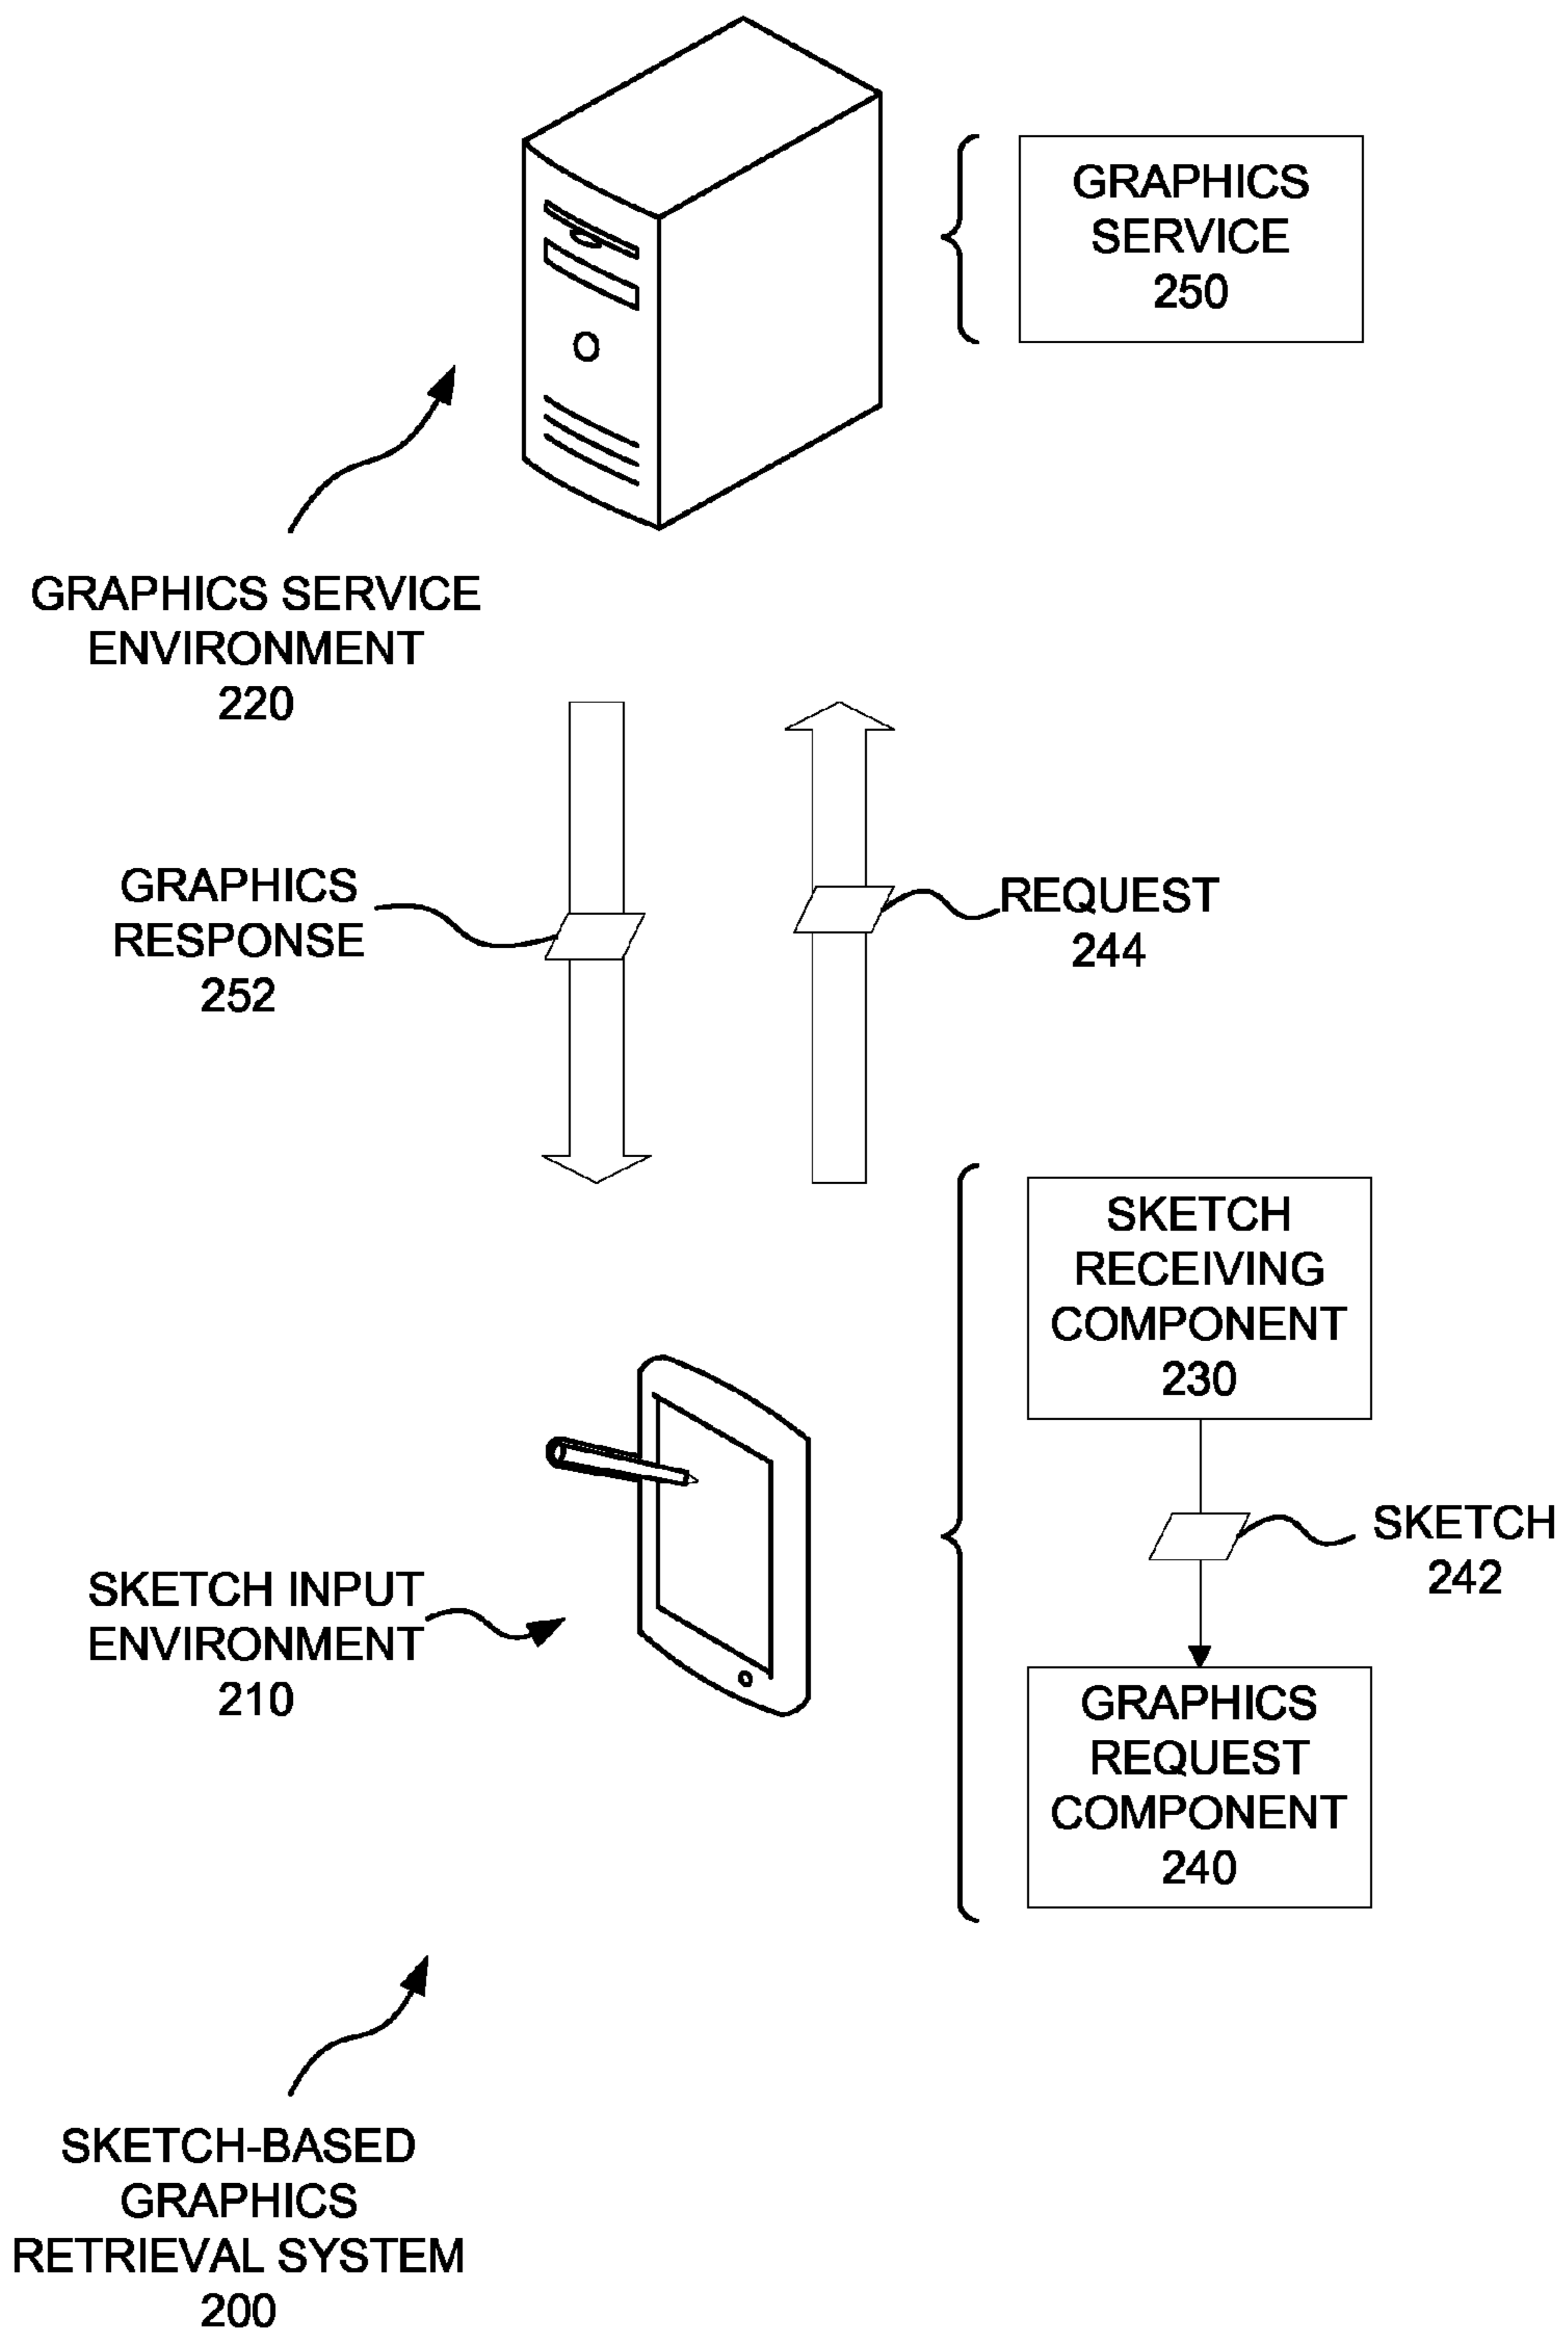 GRAPHICS
SERVICE
250
GRAPHICS SERVICE
ENVIRONMENT
220
GRAPHICS
RESPONSE
252
REQUEST
244
SKETCH
RECEIVING
COMPONENT
230
SKETCH
242
SKETCH INPUT
ENVIRONMENT
210
GRAPHICS
REQUEST
COMPONENT
240
SKETCH-BASED
GRAPHICS
RETRIEVAL SYSTEM
200